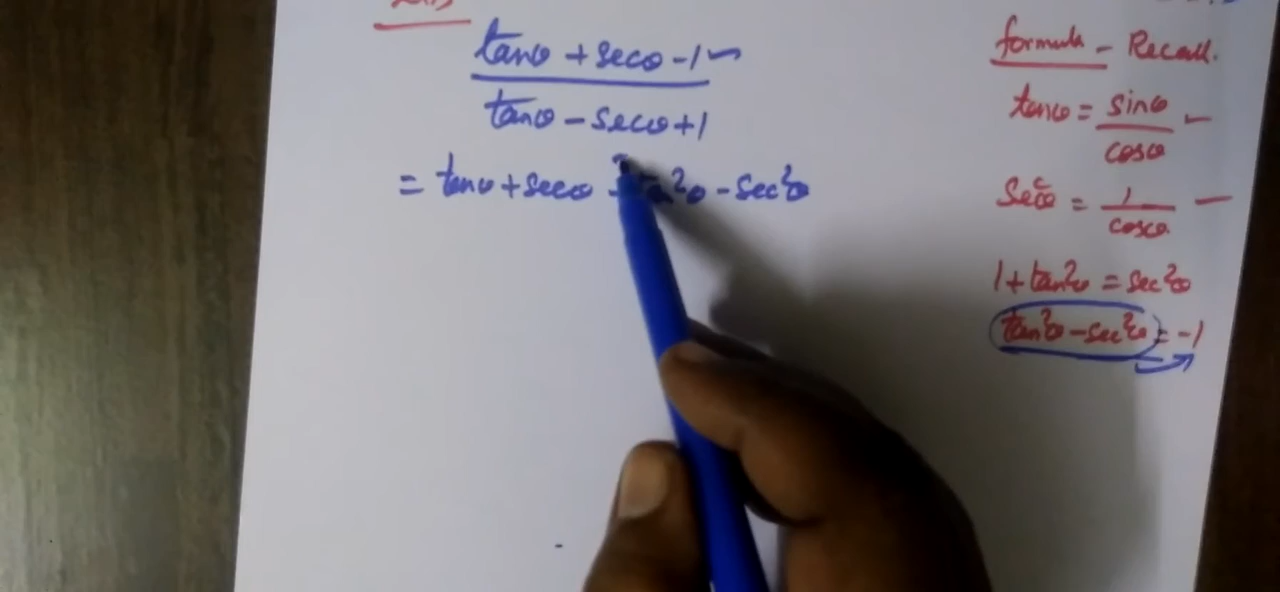 tanθ + secθ - 1
tanθ - secθ + 1
= tanθ + secθ tan²θ - sec²θ
formula - Recall.
tanθ = sinθ
cosθ
Secθ = 1
cosθ
1 + tan²θ = sec²θ
tan²θ - sec²θ = -1